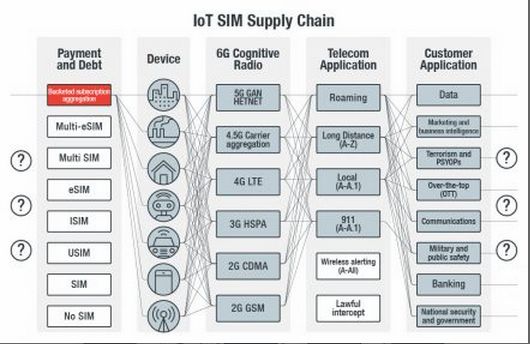 IoT SIM Supply Chain
Payment
and Debt
Device
6G Cognitive
Radio
Telecom
Application
Customer
Application
Bucketed subscription
aggregation
Multi-eSIM
Multi SIM
eSIM
ISIM
USIM
SIM
No SIM
5G GAN
HETNET
4.5G Carrier
aggregation
4G LTE
3G HSPA
2G CDMA
2G GSM
Roaming
Long Distance
(A-Z)
Local
(A-A.1)
911
(A-A.1)
Wireless alerting
(A-All)
Lawful
intercept
Data
Marketing and
business intelligence
Terrorism and
PSYOPs
Over-the-top
(OTT)
Communications
Military and
public safety
Banking
National security
and government
?
?
?
?
?
?